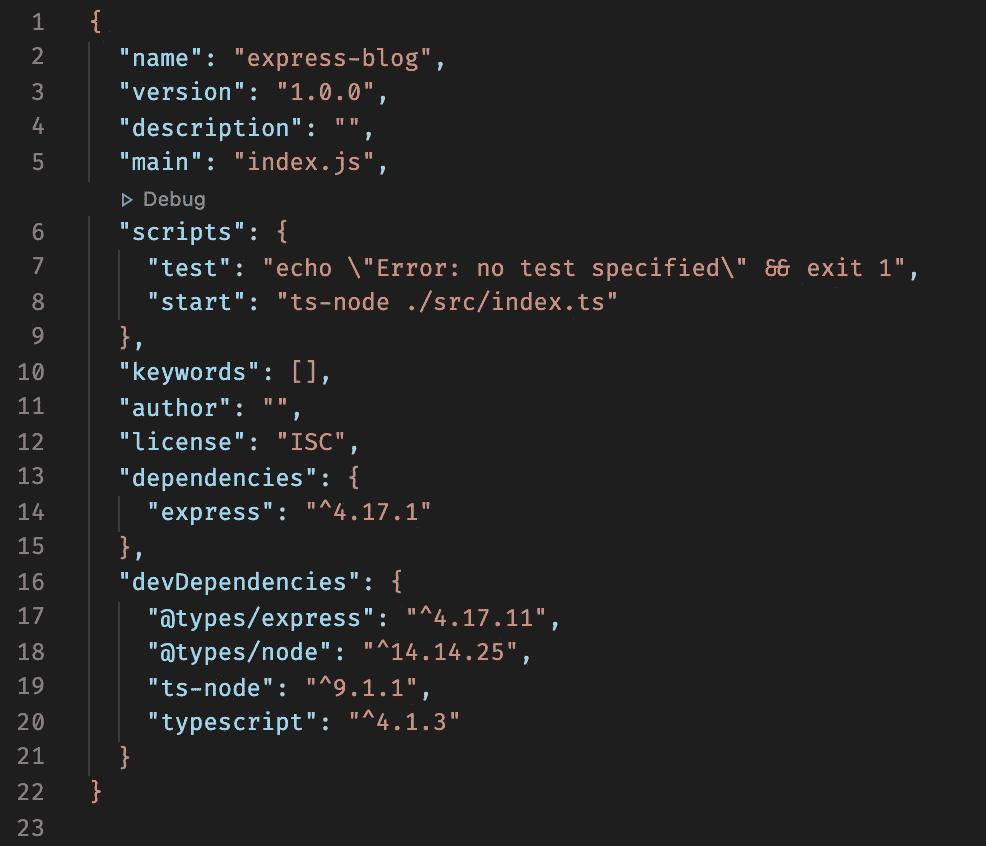 1 {
2 "name": "express-blog",
3 "version": "1.0.0",
4 "description": "",
5 "main": "index.js",
Debug
6 "scripts": {
7 "test": "echo \"Error: no test specified\" && exit 1",
8 "start": "ts-node ./src/index.ts"
9 },
10 "keywords": [],
11 "author": "",
12 "license": "ISC",
13 "dependencies": {
14 "express": "^4.17.1"
15 },
16 "devDependencies": {
17 "@types/express": "^4.17.11",
18 "@types/node": "^14.14.25",
19 "ts-node": "^9.1.1",
20 "typescript": "^4.1.3"
21 }
22 }
23